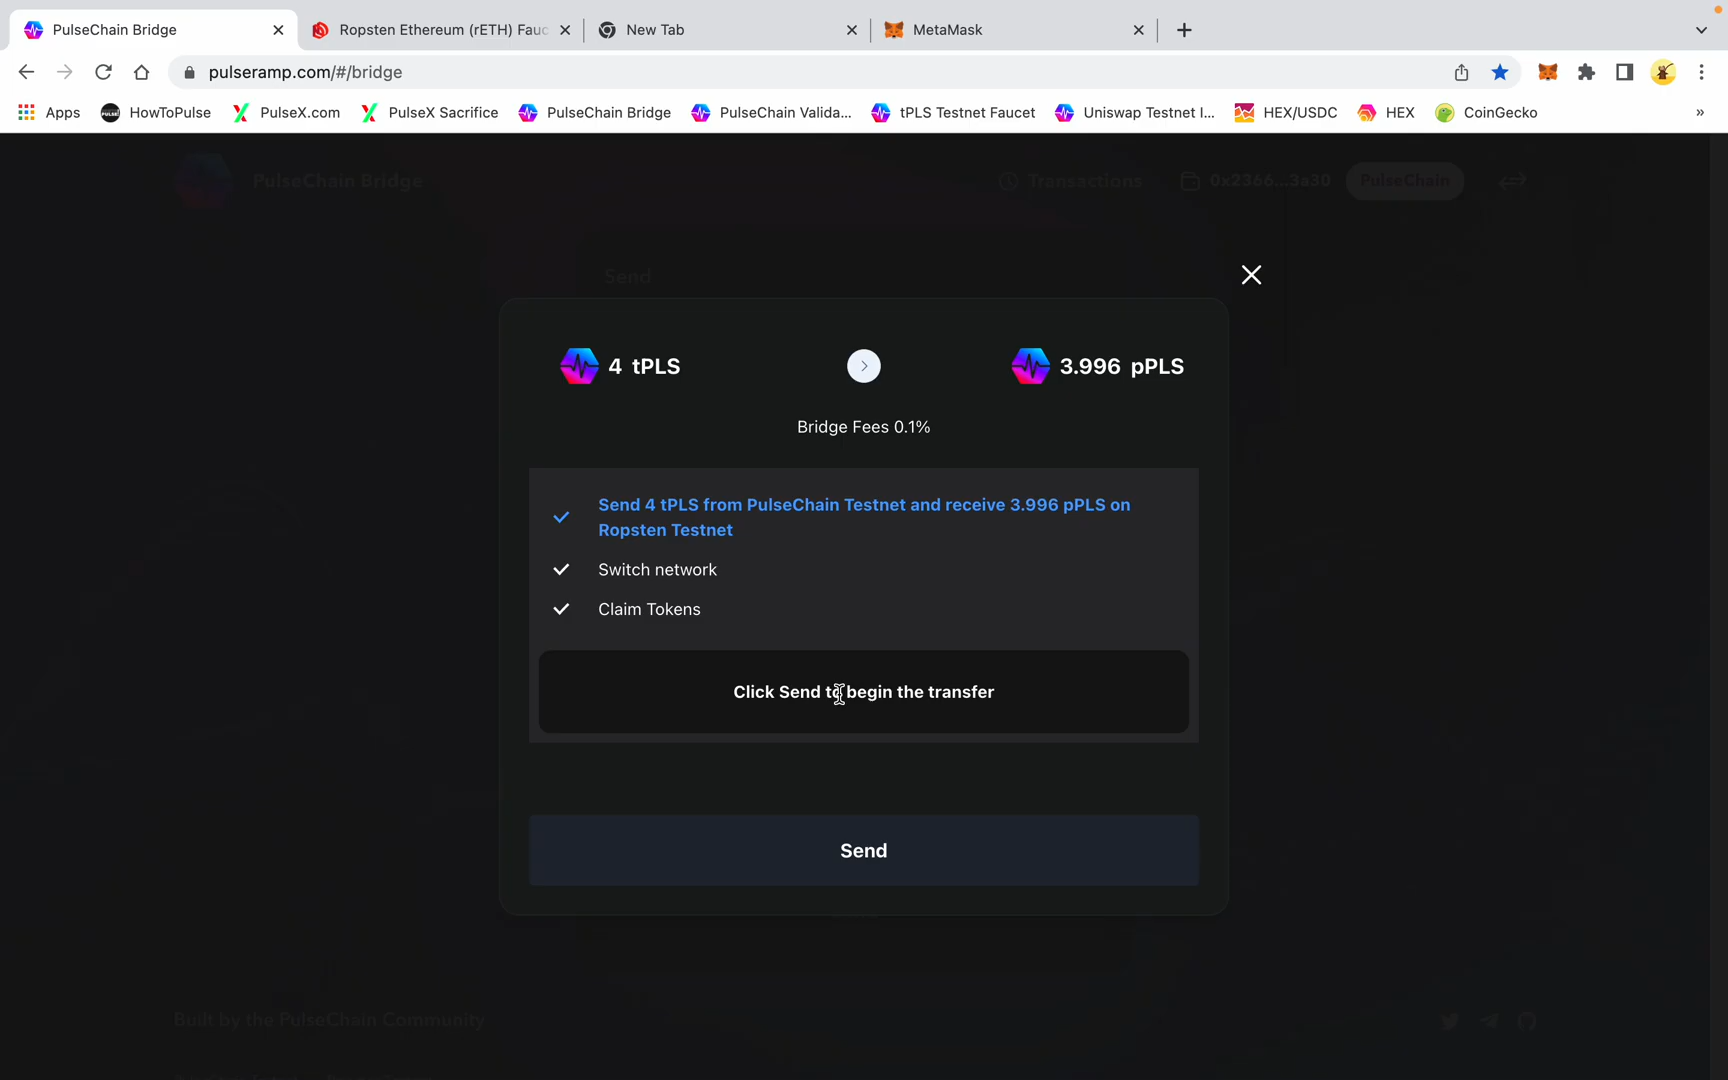 PulseChain Bridge
Ropsten Ethereum (rETH) Fauc
New Tab
MetaMask
pulseramp.com/#/bridge
Apps
HowToPulse
PulseX.com
PulseX Sacrifice
PulseChain Bridge
PulseChain Valida...
tPLS Testnet Faucet
Uniswap Testnet I...
HEX/USDC
HEX
CoinGecko
»
PulseChain Bridge
Transactions
0x2366...3a30
PulseChain
Send
4 tPLS
3.996 pPLS
Bridge Fees 0.1%
Send 4 tPLS from PulseChain Testnet and receive 3.996 pPLS on
Ropsten Testnet
Switch network
Claim Tokens
Click Send to begin the transfer
Send
Built by the PulseChain Community